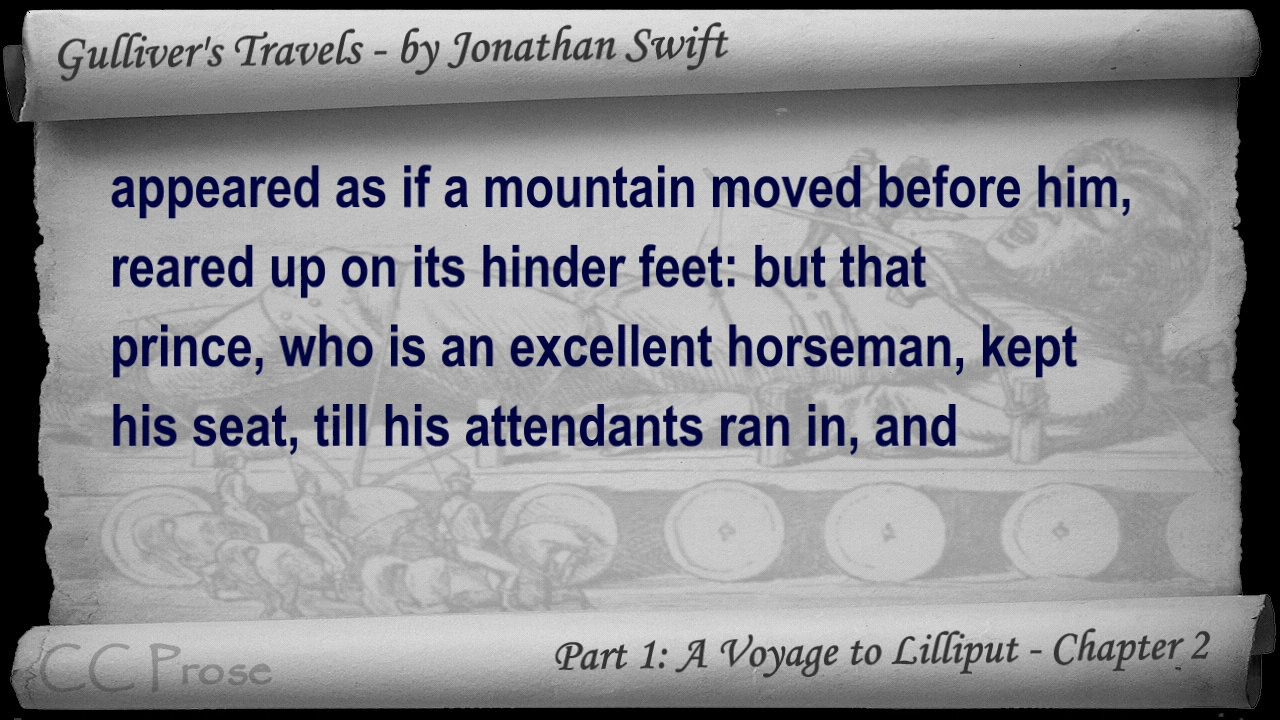 Gulliver's Travels - by Jonathan Swift
appeared as if a mountain moved before him,
reared up on its hinder feet: but that
prince, who is an excellent horseman, kept
his seat, till his attendants ran in, and
CC Prose
Part 1: A Voyage to Lilliput - Chapter 2